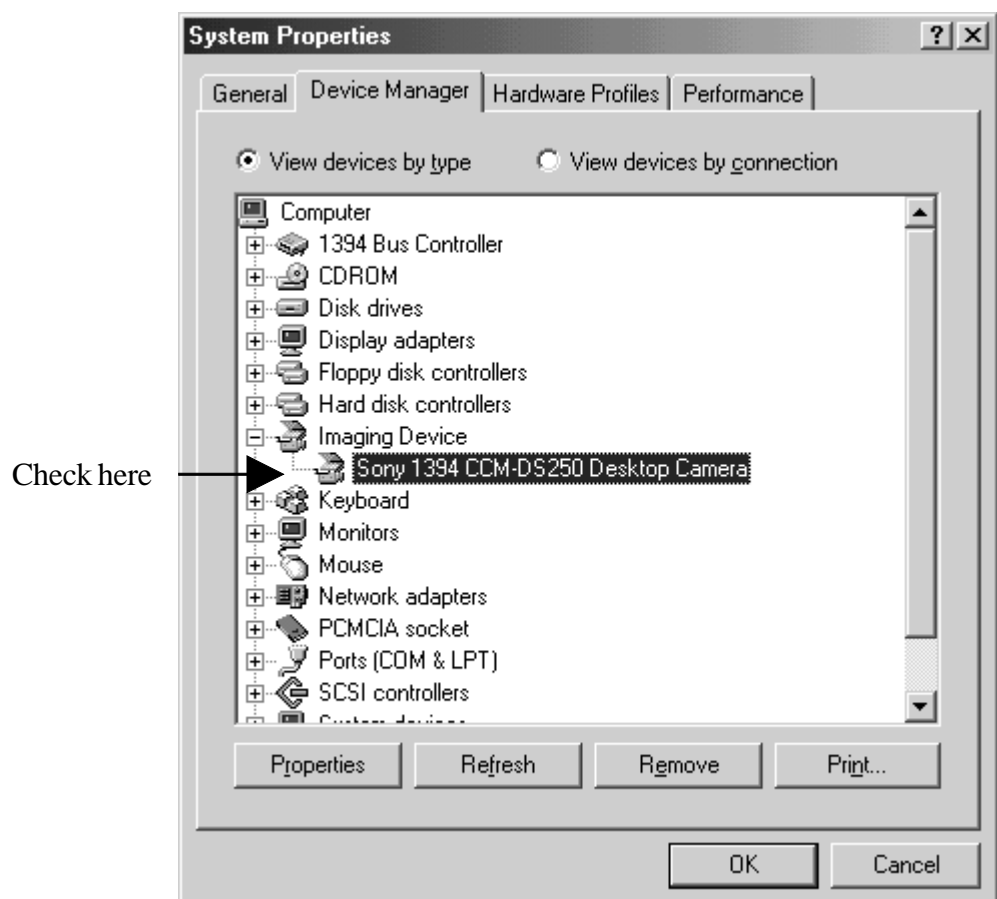 System Properties
? X
General Device Manager Hardware Profiles Performance
View devices by type View devices by connection
Computer
1394 Bus Controller
CDROM
Disk drives
Display adapters
Floppy disk controllers
Hard disk controllers
Imaging Device
Check here Sony 1394 CCM-DS250 Desktop Camera
Keyboard
Monitors
Mouse
Network adapters
PCMCIA socket
Ports (COM & LPT)
SCSI controllers
System devices
Properties Refresh Remove Print...
OK Cancel